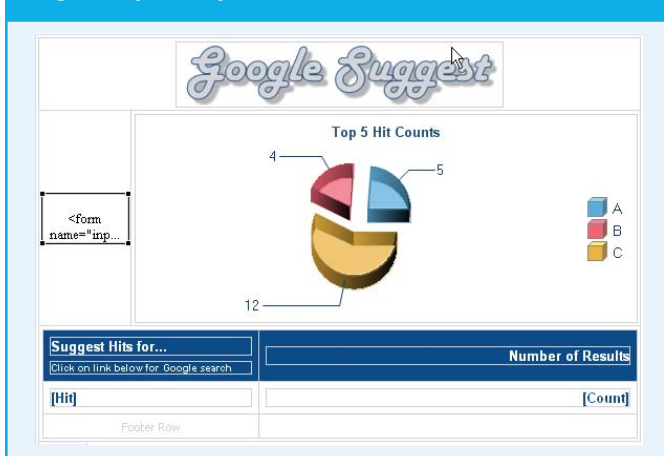 Google Suggest
Top 5 Hit Counts
4
5
12
A
B
C
<form
name="inp...
Suggest Hits for...
Click on link below for Google search
Number of Results
[Hit]
[Count]
Footer Row